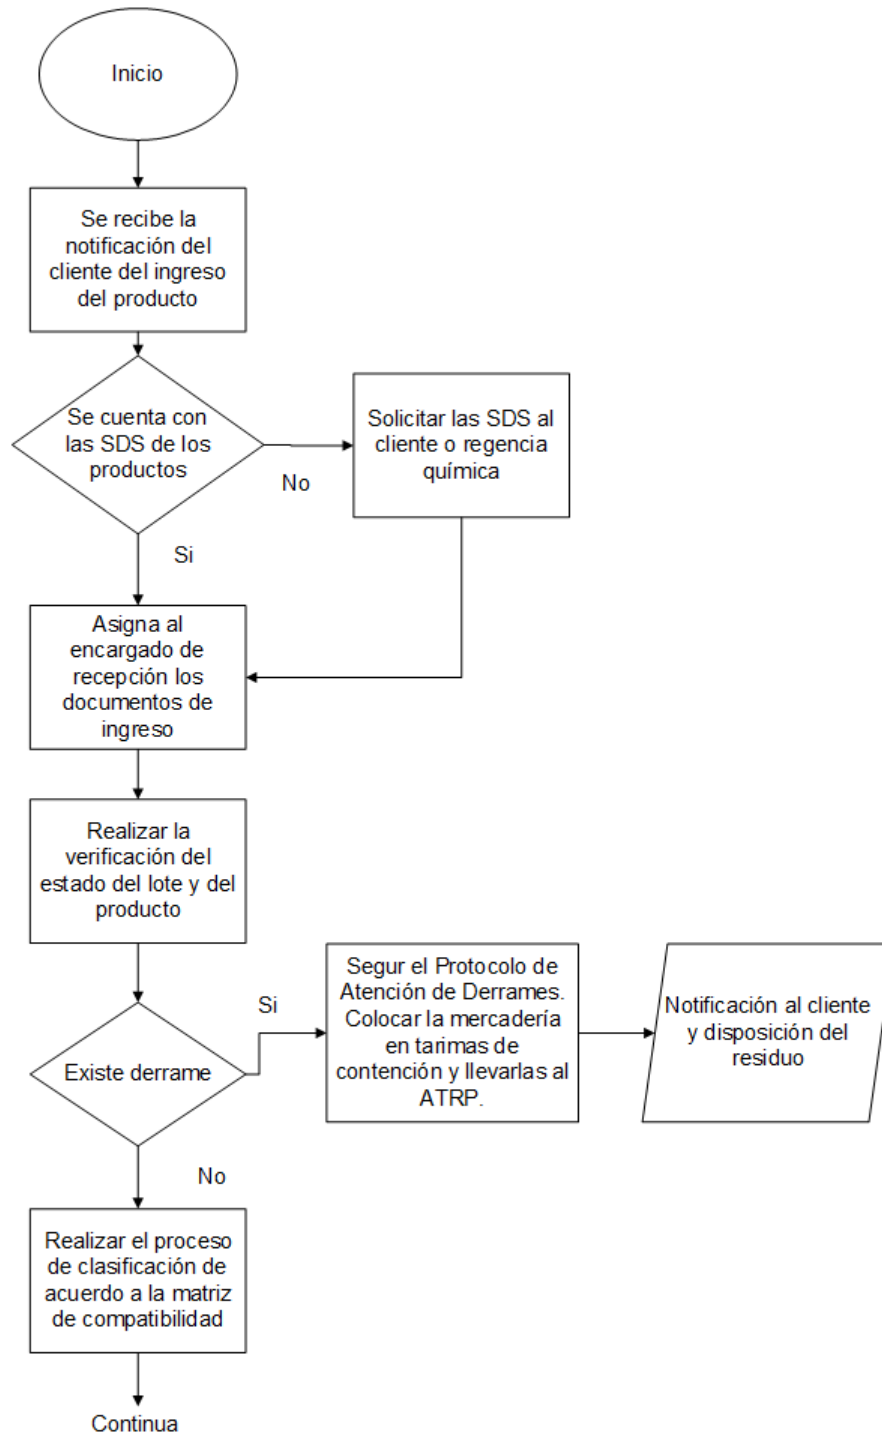 Inicio
Se recibe la
notificación del
cliente del ingreso
del producto
Se cuenta con
las SDS de los
productos
No
Solicitar las SDS al
cliente o regencia
química
Si
Asigna al
encargado de
recepción los
documentos de
ingreso
Realizar la
verificación del
estado del lote y del
producto
Existe derrame
Si
Segur el Protocolo de
Atención de Derrames.
Colocar la mercadería
en tarimas de
contención y llevarlas al
ATRP.
Notificación al cliente
y disposición del
residuo
No
Realizar el proceso
de clasificación de
acuerdo a la matriz
de compatibilidad
Continua